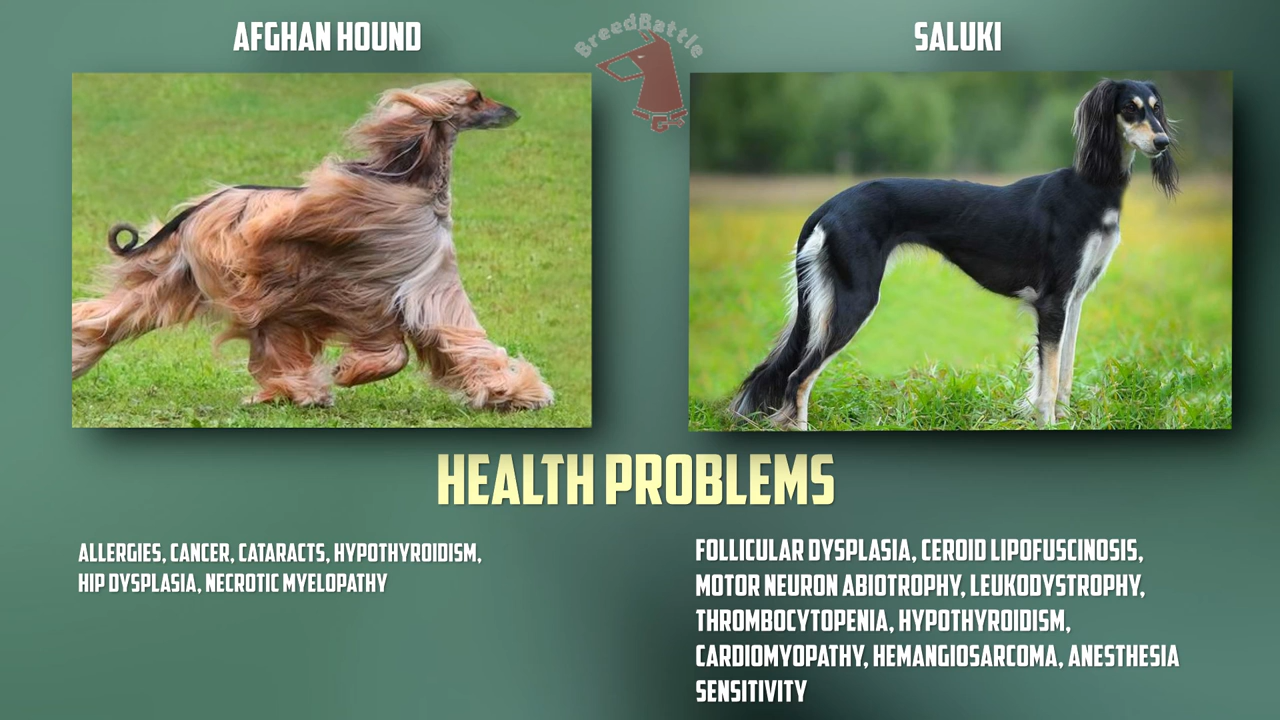 AFGHAN HOUND
BreedBattle
SALUKI
HEALTH PROBLEMS
ALLERGIES, CANCER, CATARACTS, HYPOTHYROIDISM,
HIP DYSPLASIA, NECROTIC MYELOPATHY
FOLLICULAR DYSPLASIA, CEROID LIPOFUSCINOSIS,
MOTOR NEURON ABIOTROPHY, LEUKODYSTROPHY,
THROMBOCYTOPENIA, HYPOTHYROIDISM,
CARDIOMYOPATHY, HEMANGIOSARCOMA, ANESTHESIA
SENSITIVITY